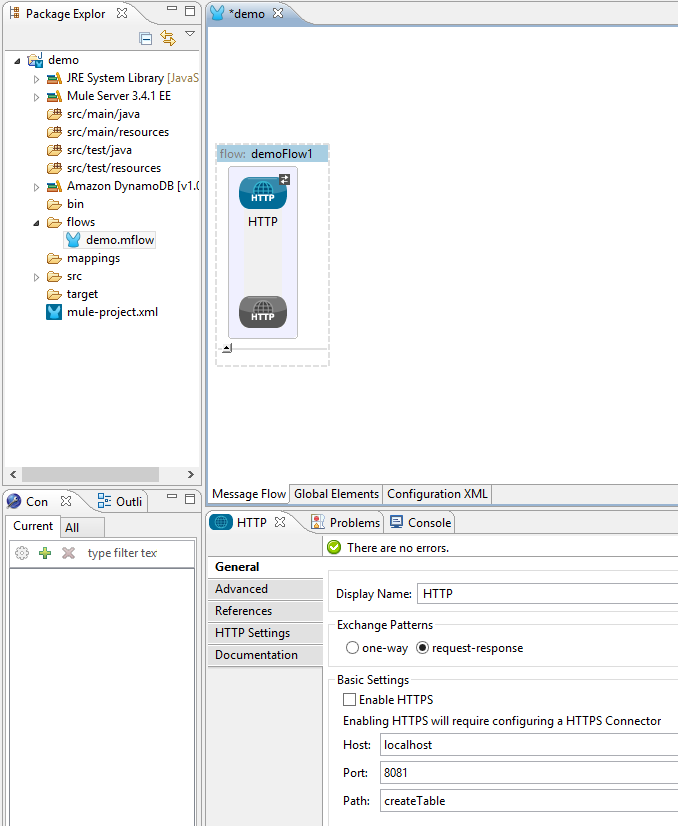 Package Explor
demo
JRE System Library [JavaS
Mule Server 3.4.1 EE
src/main/java
src/main/resources
src/test/java
src/test/resources
Amazon DynamoDB [v1.0
bin
flows
demo.mflow
mappings
src
target
mule-project.xml
*demo
flow: demoFlow1
HTTP
HTTP
HTTP
Message Flow
Global Elements
Configuration XML
Con
Outli
Current
All
type filter tex
HTTP
Problems
Console
There are no errors.
General
Advanced
References
HTTP Settings
Documentation
Display Name: HTTP
Exchange Patterns
one-way request-response
Basic Settings
Enable HTTPS
Enabling HTTPS will require configuring a HTTPS Connector
Host: localhost
Port: 8081
Path: createTable